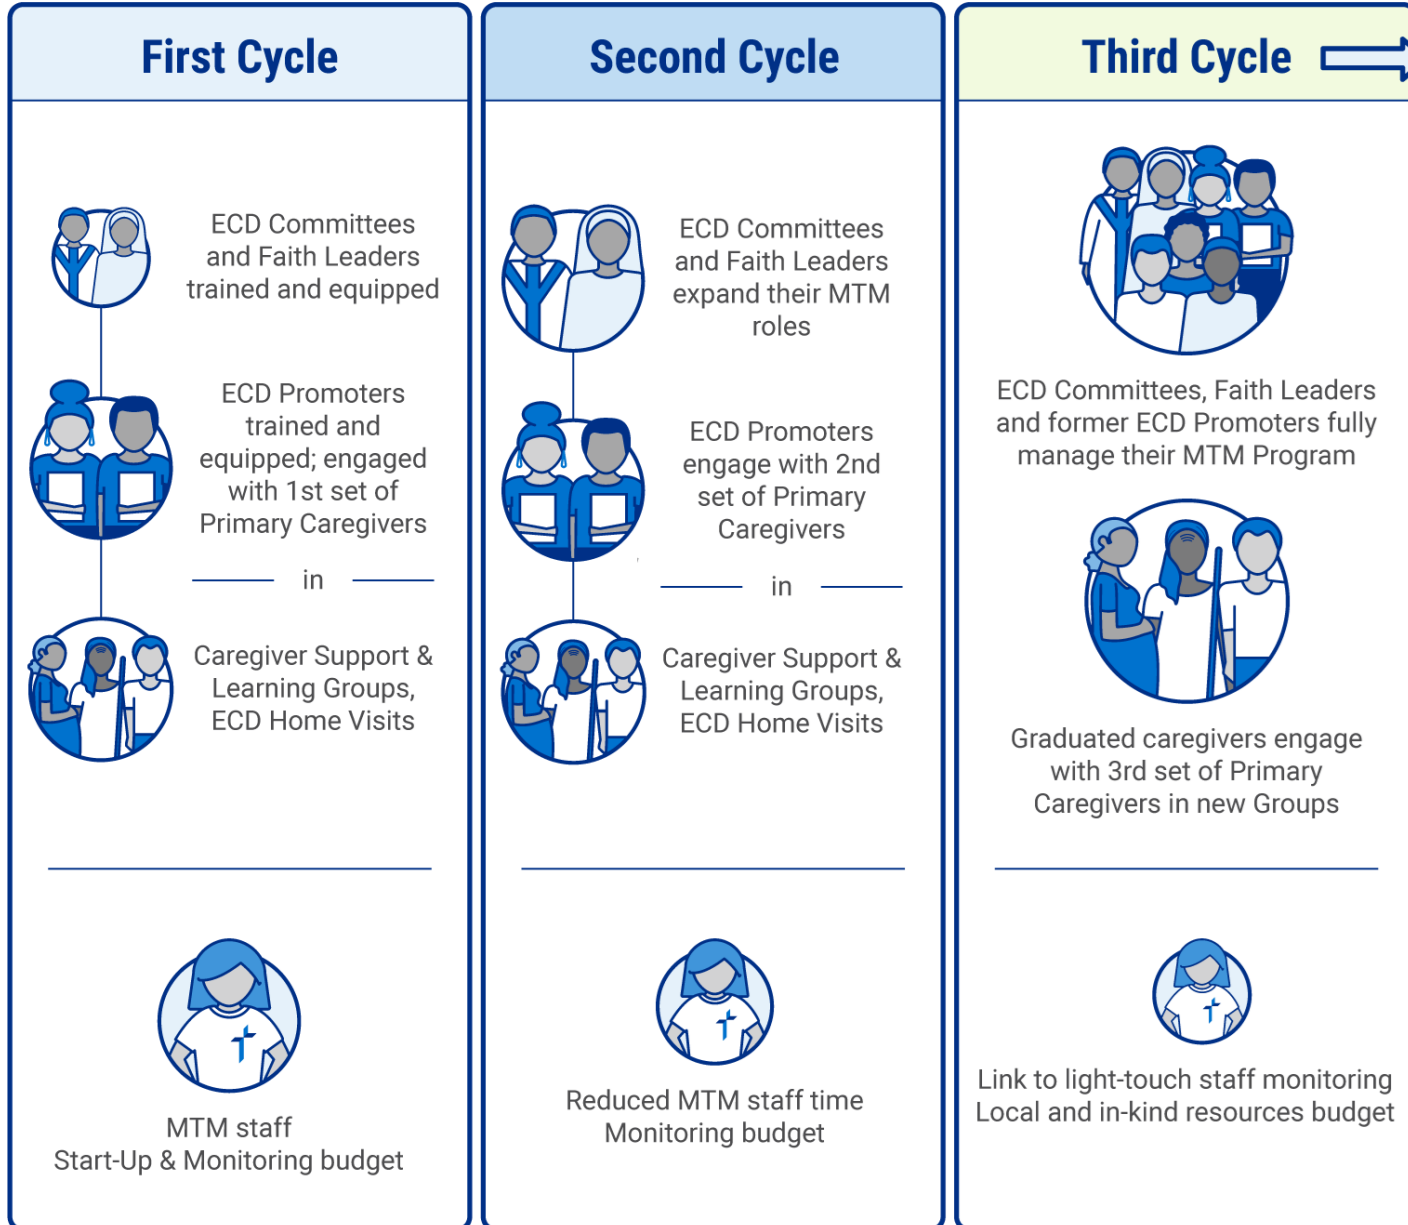 First Cycle
ECD Committees
and Faith Leaders
trained and equipped
ECD Promoters
trained and
equipped; engaged
with 1st set of
Primary Caregivers
in
Caregiver Support &
Learning Groups,
ECD Home Visits
MTM staff
Start-Up & Monitoring budget
Second Cycle
ECD Committees
and Faith Leaders
expand their MTM
roles
ECD Promoters
engage with 2nd
set of Primary
Caregivers
in
Caregiver Support &
Learning Groups,
ECD Home Visits
Reduced MTM staff time
Monitoring budget
Third Cycle
ECD Committees, Faith Leaders
and former ECD Promoters fully
manage their MTM Program
Graduated caregivers engage
with 3rd set of Primary
Caregivers in new Groups
Link to light-touch staff monitoring
Local and in-kind resources budget